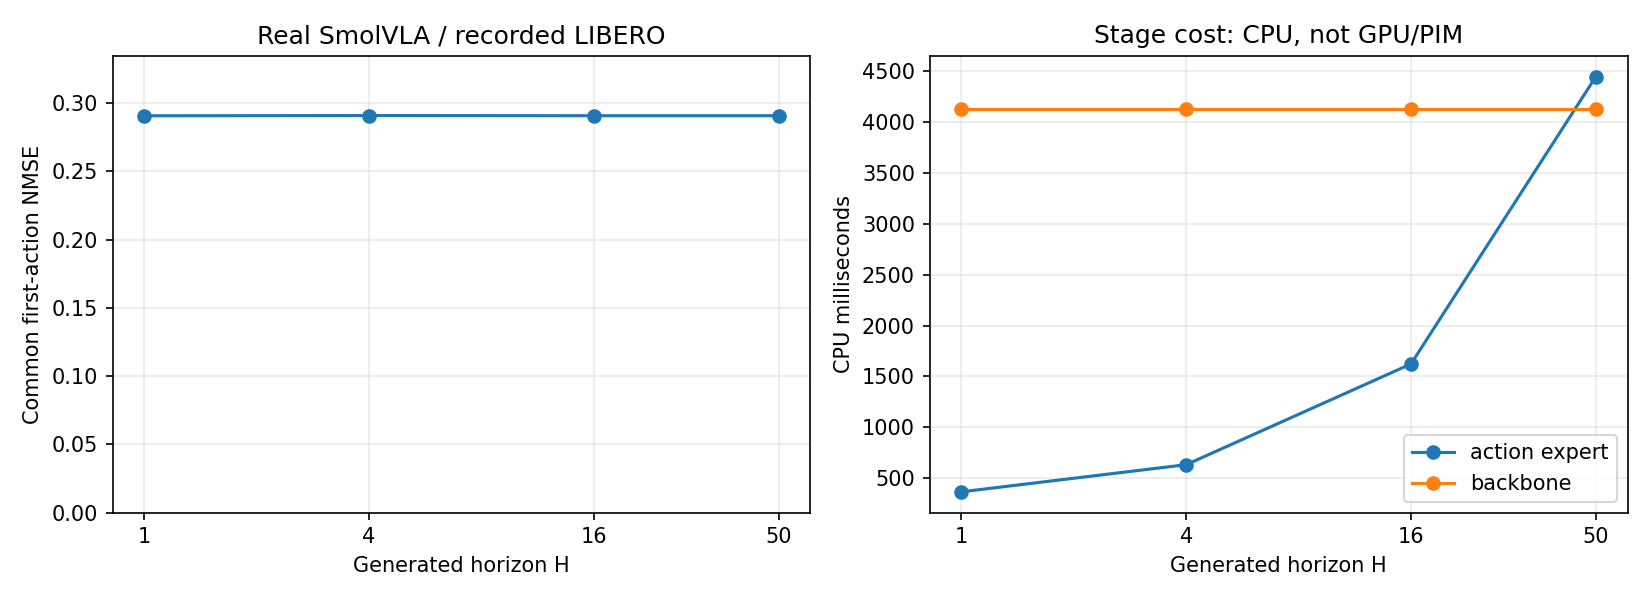 Real SmolVLA / recorded LIBERO
Common first-action NMSE
0.30
0.25
0.20
0.15
0.10
0.05
0.00
1 4 16 50
Generated horizon H
Stage cost: CPU, not GPU/PIM
CPU milliseconds
4500
4000
3500
3000
2500
2000
1500
1000
500
action expert
backbone
1 4 16 50
Generated horizon H